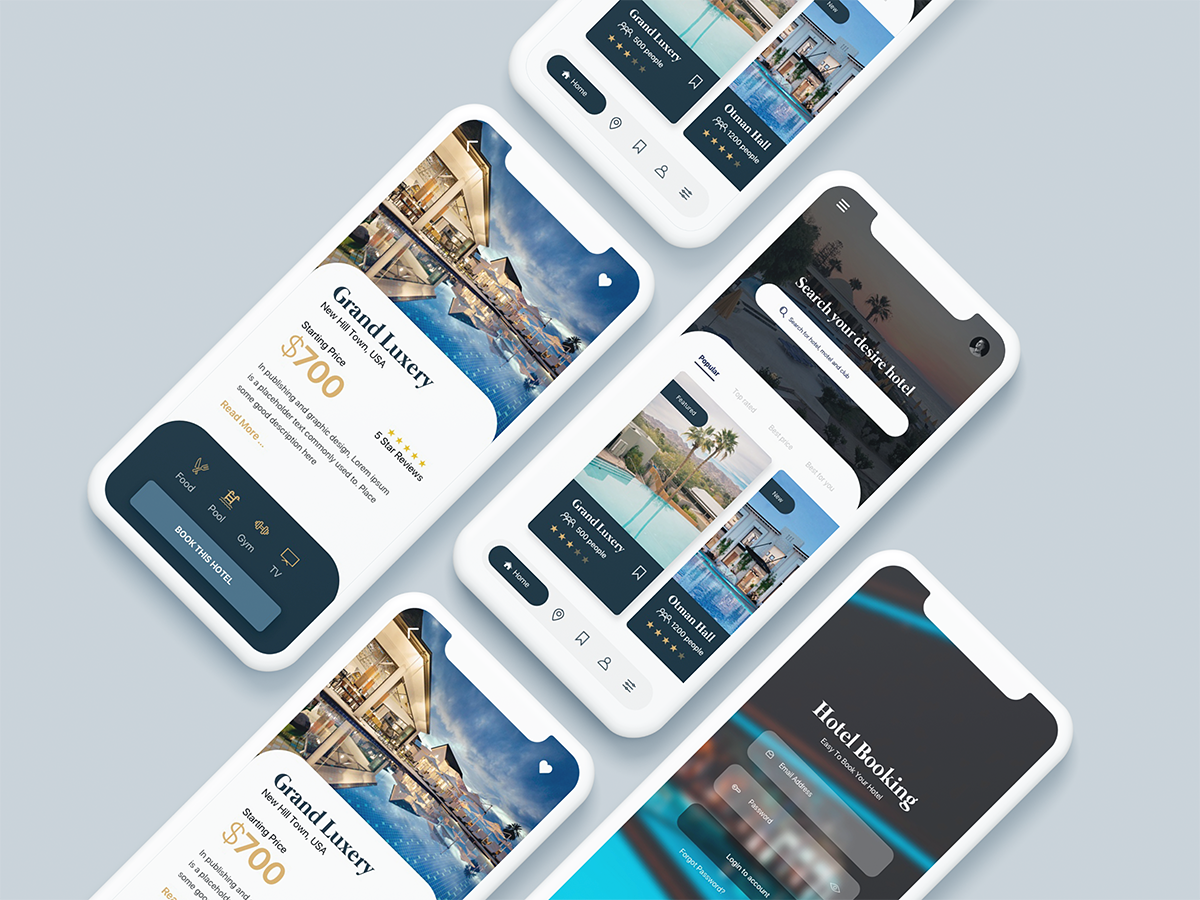 Grand Luxery
500 people
Home
New
Otman Hall
1200 people
Grand Luxery
New Hill Town, USA
Starting Price
$700
In publishing and graphic design, Lorem ipsum
is a placeholder text commonly used to. Place
some good description here
Read More ...
5 Star Reviews
Food
Pool
Gym
TV
BOOK THIS HOTEL
Search your desire hotel
Search for hotel, motel and club
Popular
Top rated
Best price
Best for you
Featured
New
Grand Luxery
500 people
Otman Hall
1200 people
Home
Grand Luxery
New Hill Town, USA
Starting Price
$700
In publishing and
is a placeholder
some good
Hotel Booking
Easy To Book Your Hotel
Email Address
Password
Login to account
Forgot Password?